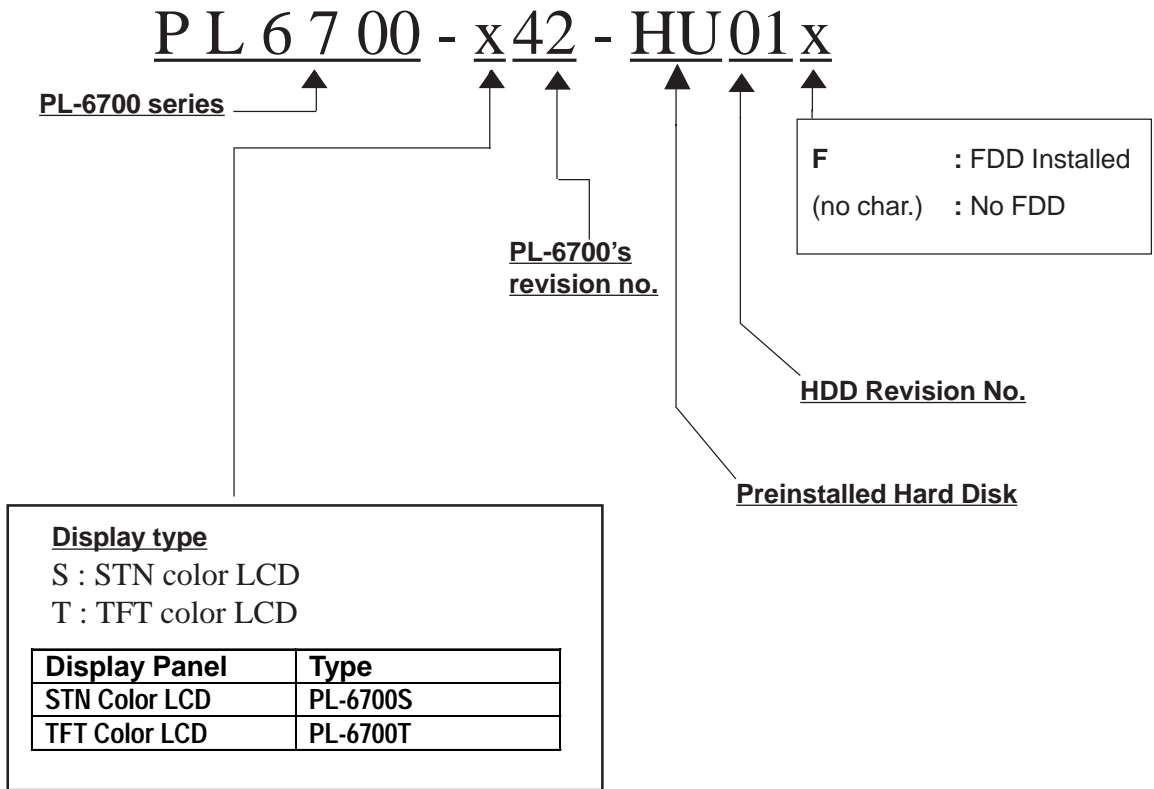 P L 6 7 00 - x 42 - HU 01 x
PL-6700 series
F : FDD Installed
(no char.) : No FDD
PL-6700’s
revision no.
HDD Revision No.
Preinstalled Hard Disk
Display type
S : STN color LCD
T : TFT color LCD
Display Panel Type
STN Color LCD PL-6700S
TFT Color LCD PL-6700T